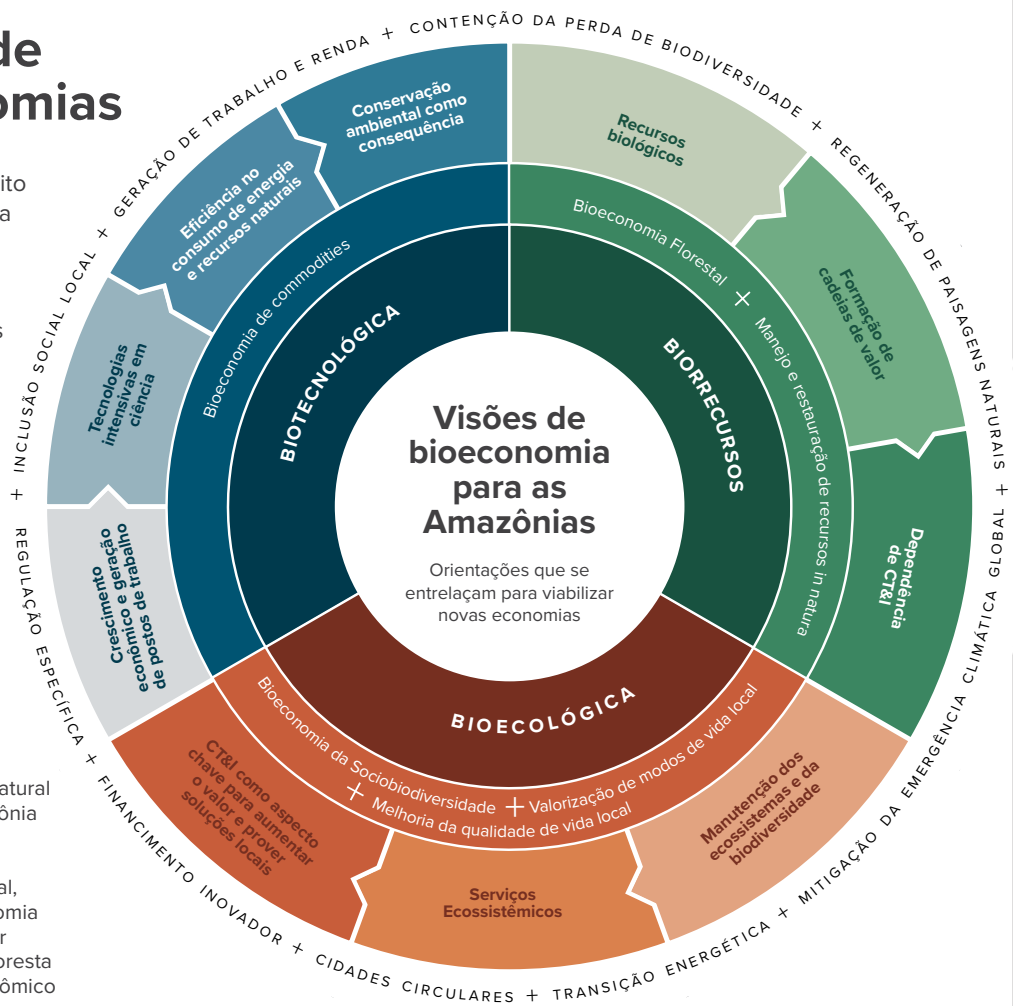 de
omias
ito
a
s
atural
ônia
al,
omia
r
oresta
ômico
Visões de
bioeconomia
para as
Amazônias
Orientações que se
entrelaçam para viabilizar
novas economias
BIOTECNOLÓGICA
BIORRECURSOS
BIOECOLÓGICA
Bioeconomia de commodities
Bioeconomia Florestal + Manejo e restauração de recursos in natura
Bioeconomia da Sociobiodiversidade + Valorização de modos de vida local
+ Melhoria da qualidade de vida local
Recursos
biológicos
Formação de
cadeias de valor
Dependência
de CT&I
Manutenção dos
ecossistemas e da
biodiversidade
Serviços
Ecossistêmicos
CT&I como aspecto
chave para aumentar
o valor e prover
soluções locais
Crescimento
econômico e geração
de postos de trabalho
Tecnologias
intensivas em
ciência
Eficiência no
consumo de energia
e recursos naturais
Conservação
ambiental como
consequência
+ INCLUSÃO SOCIAL LOCAL + GERAÇÃO DE TRABALHO E RENDA + CONTENÇÃO DA PERDA DE BIODIVERSIDADE + REGENERAÇÃO DE PAISAGENS NATURAIS + MITIGAÇÃO DA EMERGÊNCIA CLIMÁTICA GLOBAL
REGULAÇÃO ESPECÍFICA + FINANCIMENTO INOVADOR + CIDADES CIRCULARES + TRANSIÇÃO ENERGÉTICA +